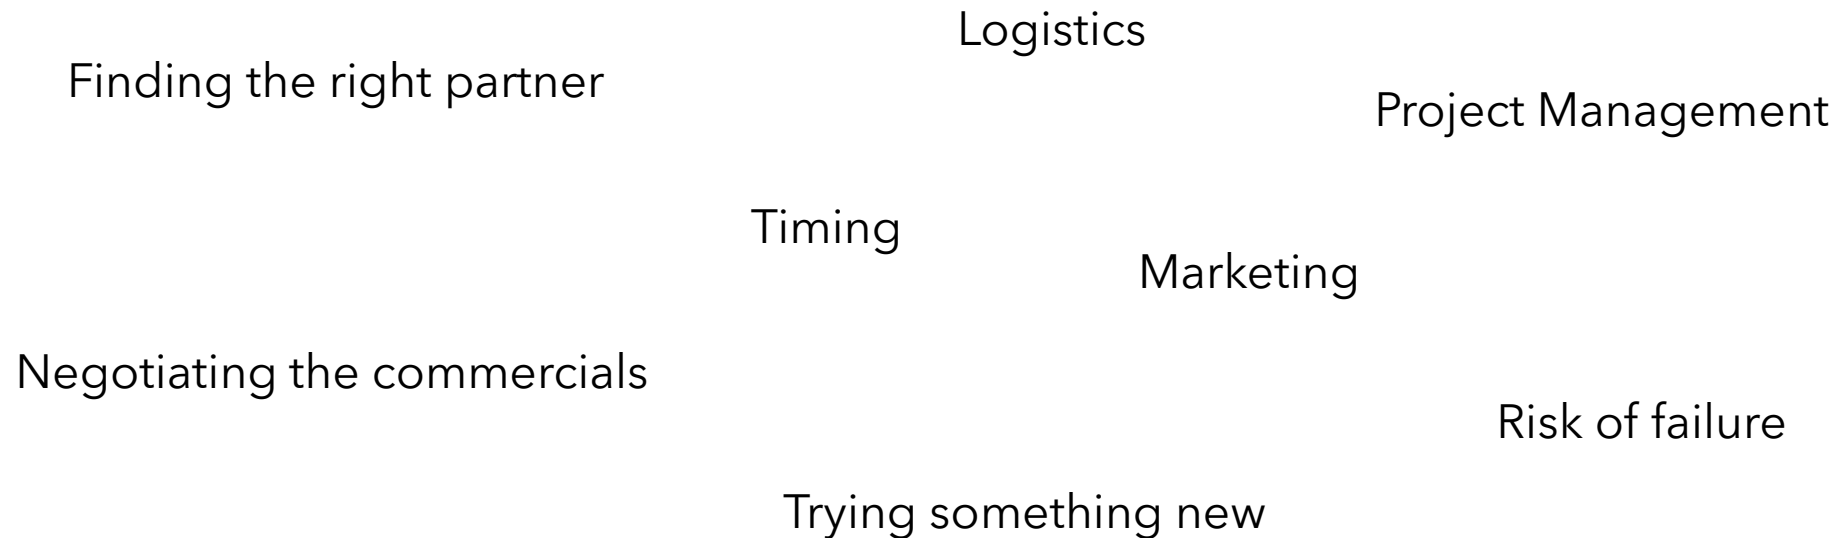 Logistics
Finding the right partner
Project Management
Timing
Marketing
Negotiating the commercials
Risk of failure
Trying something new